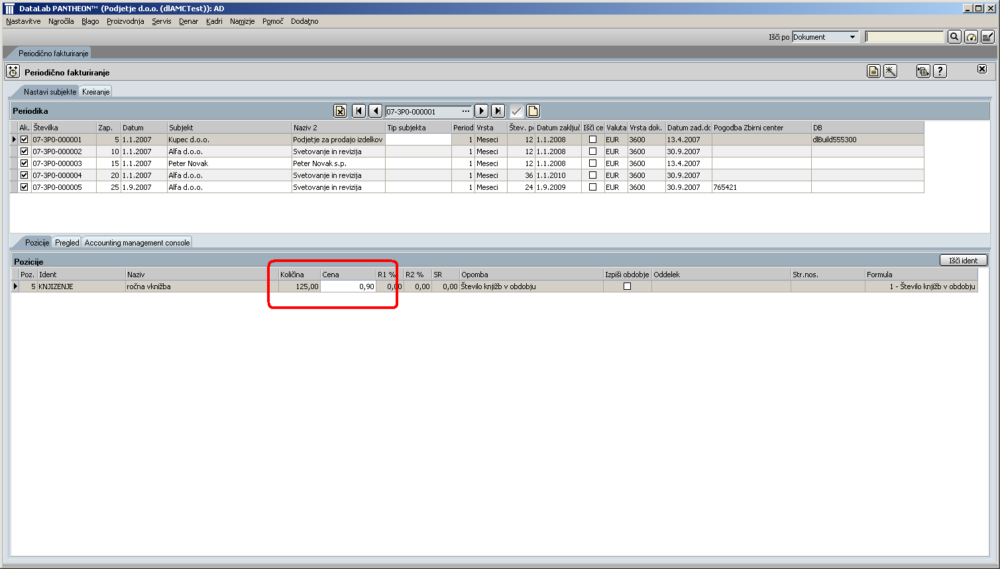 DataLab PANTHEON™ (Podjetje d.o.o. (dlAMCTest)): AD
Nastavitve Naročila Blago Proizvodnja Servis Denar Kadri Namizje Pomoč Dodatno
Išči po Dokument
Periodično fakturiranje
Periodično fakturiranje
?
Nastavi subjekte Kreiranje
Periodika 07-3P0-000001 ...
Ak. Številka Zap. Datum Subjekt Naziv 2 Tip subjekta Period Vrsta Štev. p Datum zaključ Išči ce Valuta Vrsta dok. Datum zad.do Pogodba Zbirni center DB
07-3P0-000001 5 1.1.2007 Kupec d.o.o. Podjetje za prodajo izdelkov 1 Meseci 12 1.1.2008 EUR 3600 13.4.2007 dlBuild555300
07-3P0-000002 10 1.1.2007 Alfa d.o.o. Svetovanje in revizija 1 Meseci 12 1.1.2008 EUR 3600 30.9.2007
07-3P0-000003 15 1.1.2007 Peter Novak Peter Novak s.p. 1 Meseci 12 1.1.2008 EUR 3600 13.4.2007
07-3P0-000004 20 1.1.2007 Alfa d.o.o. Svetovanje in revizija 1 Meseci 36 1.1.2010 EUR 3600 30.9.2007
07-3P0-000005 25 1.9.2007 Alfa d.o.o. Svetovanje in revizija 1 Meseci 24 1.9.2009 EUR 3600 30.9.2007 765421
Pozicije Pregled Accounting management console
Pozicije Išči ident
Poz. Ident Naziv Količina Cena R1 % R2 % SR Opomba Izpiši obdobje Oddelek Str.nos. Formula
5 KNJIZENJE ročna vknižba 125,00 0,90 0,00 0,00 0,00 Število knjižb v obdobju 1 - Število knjižb v obdobju